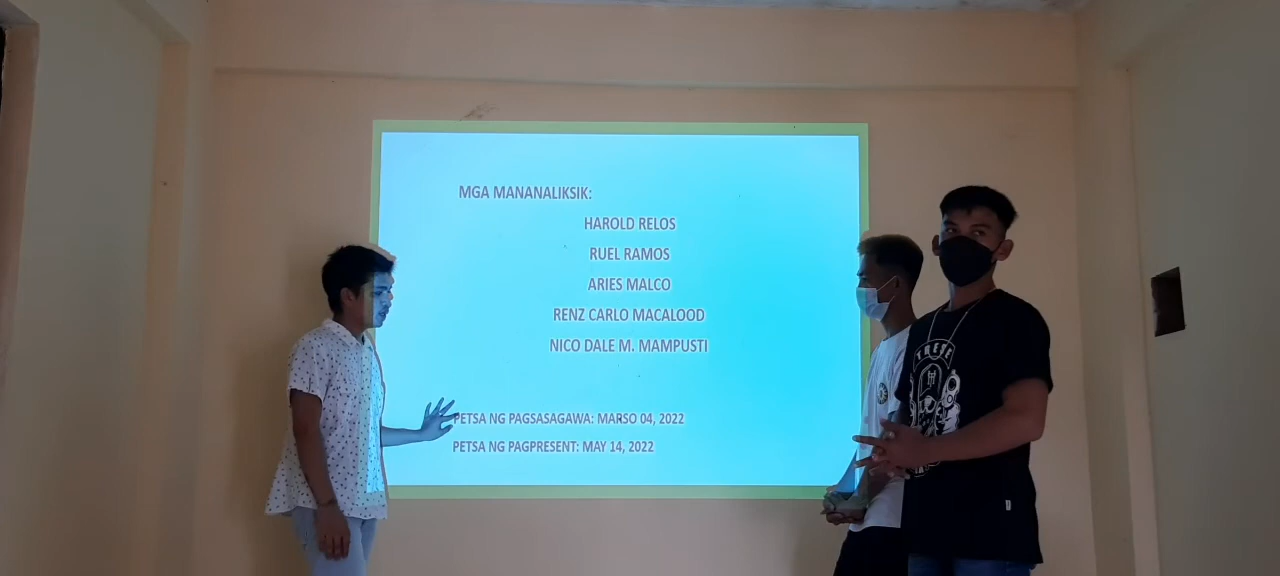 MGA MANANALIKSIK:
HAROLD RELOS
RUEL RAMOS
ARIES MALCO
RENZ CARLO MACALOOD
NICO DALE M. MAMPUSTI
PETSA NG PAGSASAGAWA: MARSO 04, 2022
PETSA NG PAGPRESENT: MAY 14, 2022
TRESE